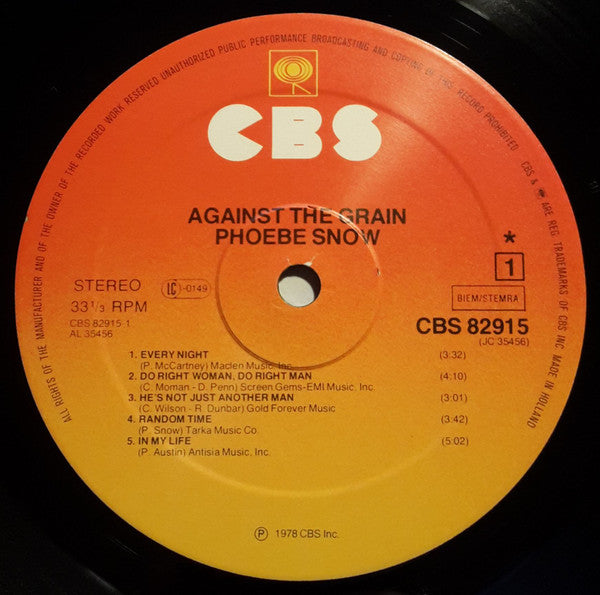 ALL RIGHTS OF THE MANUFACTURER AND OF THE OWNER OF THE RECORDED WORK RESERVED UNAUTHORIZED PUBLIC PERFORMANCE BROADCASTING AND COPYING OF THIS RECORD PROHIBITED. CBS & ARE REG. TRADEMARKS OF CBS INC. MADE IN HOLLAND
CBS
AGAINST THE GRAIN
PHOEBE SNOW
*
1
STEREO
LC 0149
33 1/3 RPM
BIEM/STEMRA
CBS 82915 1
AL 35456
CBS 82915
(JC 35456)
1. EVERY NIGHT (3:32)
(P. McCartney) Maclen Music, Inc.
2. DO RIGHT WOMAN, DO RIGHT MAN (4:10)
(C. Moman - D. Penn) Screen Gems-EMI Music, Inc.
3. HE'S NOT JUST ANOTHER MAN (3:01)
(C. Wilson - R. Dunbar) Gold Forever Music
4. RANDOM TIME (3:42)
(P. Snow) Tarka Music Co.
5. IN MY LIFE (5:02)
(P. Austin) Antisia Music, Inc.
℗ 1978 CBS Inc.